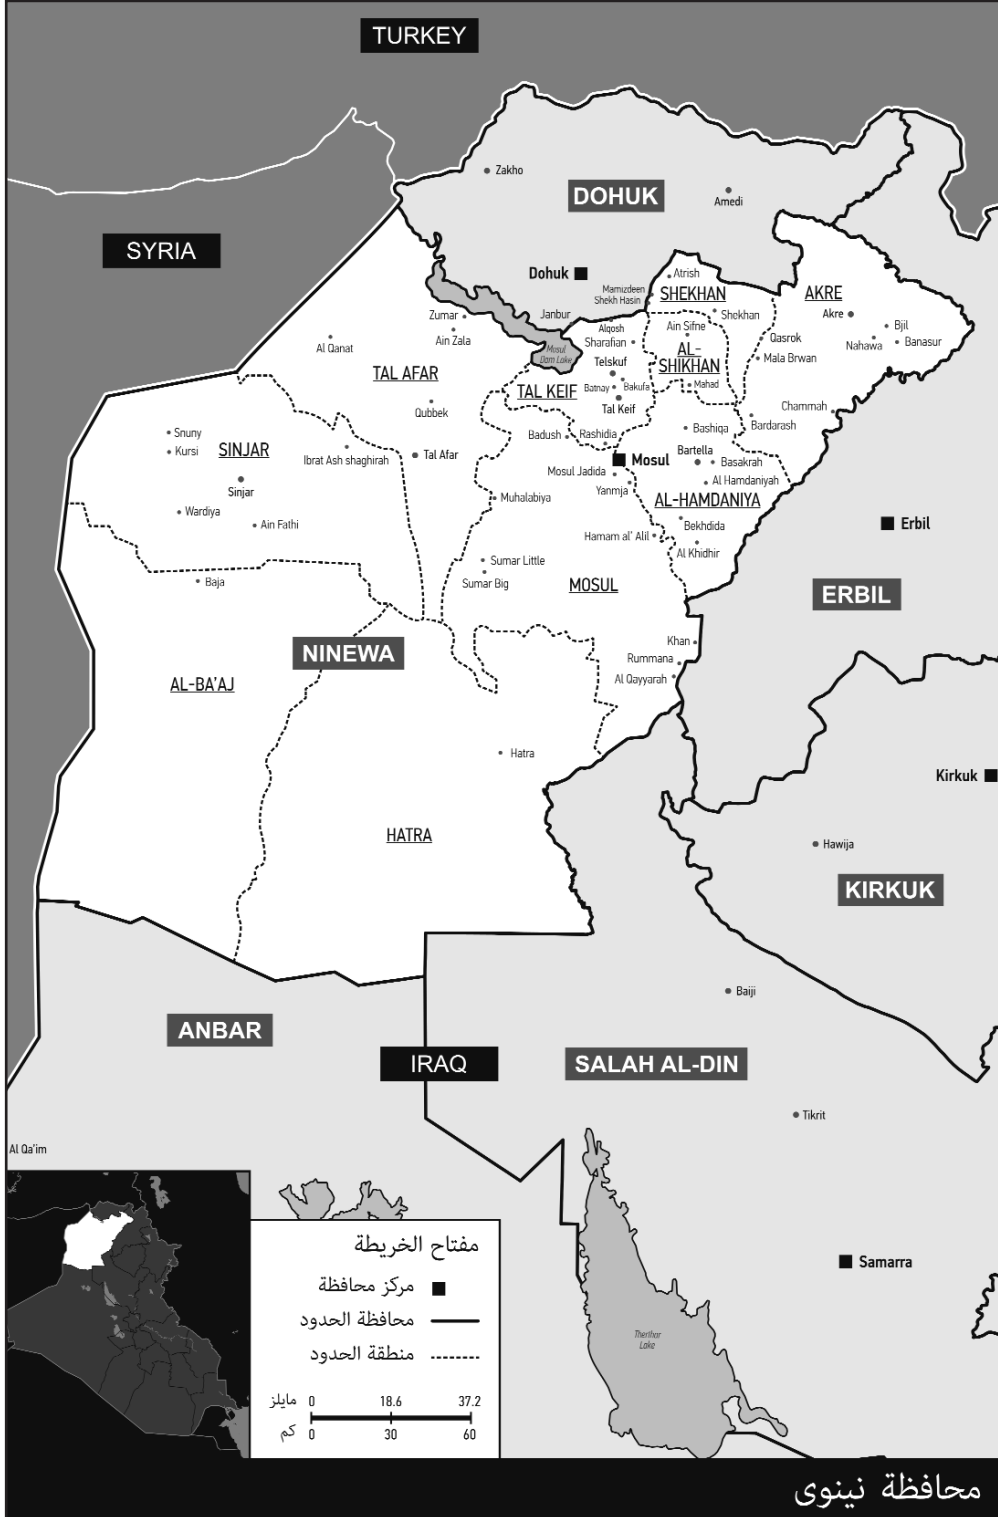 TURKEY
Zakho
DOHUK
Amedi
SYRIA
Dohuk
Atrish
Mamizdeen
Shekh Hasin
SHEKHAN
AKRE
Zumar
Janbur
Shekhan
Akre
Alqosh
Ain Sifne
Bjil
Ain Zala
Sharafian
Qasrok
Nahawa
Banasur
Al Qanat
Mosul
Dam Lake
AL-
SHIKHAN
Mala Brwan
Telskuf
TAL AFAR
TAL KEIF
Batnay
Bakufa
Mahad
Qubbek
Tal Keif
Chammah
Bardarash
Snuny
Badush
Rashidia
Bashiqa
Kursi
SINJAR
Ibrat Ash shaghirah
Tal Afar
Mosul
Bartella
Basakrah
Mosul Jadida
Al Hamdaniyah
Sinjar
Yanmja
Muhalabiya
AL-HAMDANIYA
Wardiya
Ain Fathi
Bekhdida
Erbil
Hamam al' Alil
Al Khidhir
Sumar Little
Baja
Sumar Big
MOSUL
ERBIL
Khan
NINEWA
Rummana
AL-BA'AJ
Al Qayyarah
Hatra
Kirkuk
HATRA
Hawija
KIRKUK
Baiji
ANBAR
IRAQ
SALAH AL-DIN
Tikrit
Al Qa'im
مفتاح الخريطة
مركز محافظة
محافظة الحدود
منطقة الحدود
مايلز 0 18.6 37.2
كم 0 30 60
Samarra
Therthar
Lake
محافظة نينوى